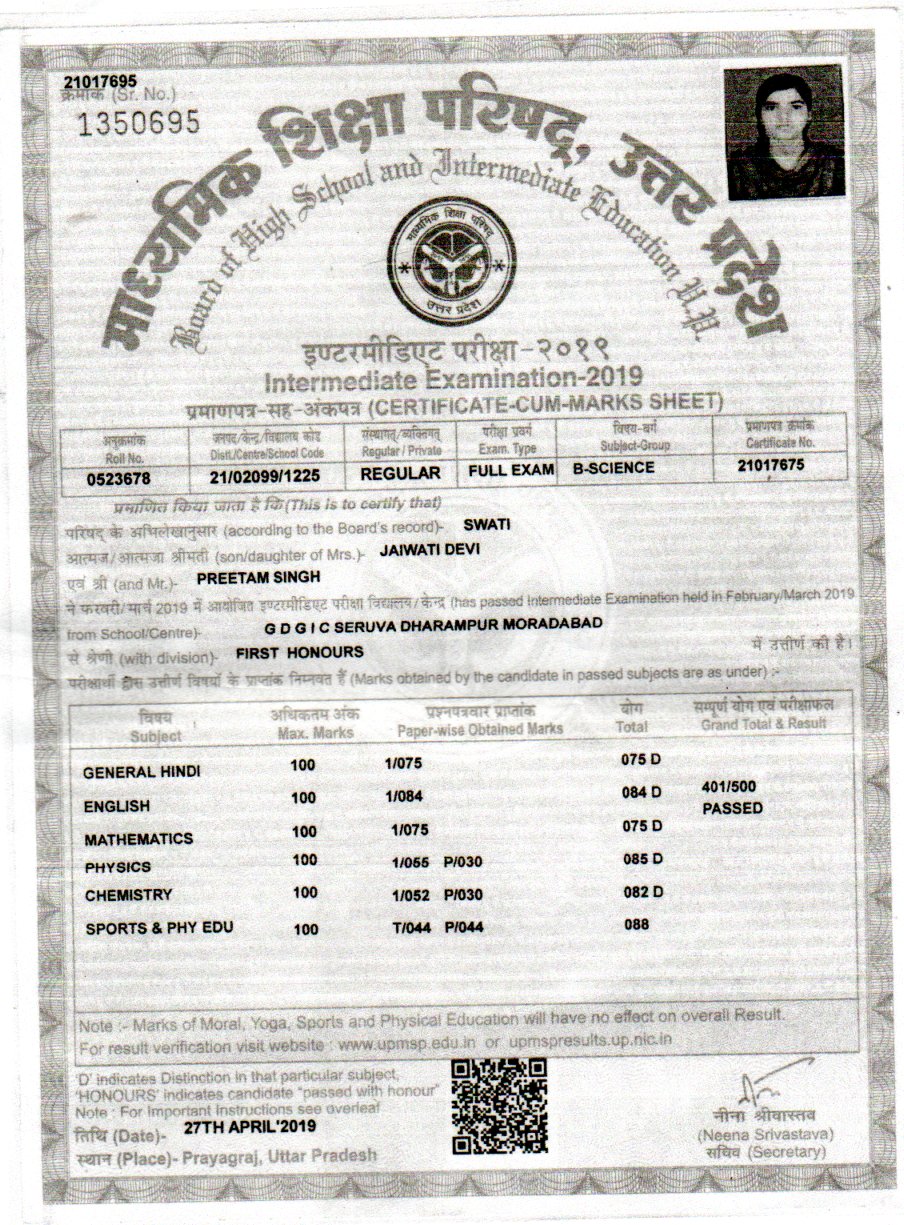 21017695
क्रमांक (Sr. No.)
1350695
माध्यमिक शिक्षा परिषद्, उत्तर प्रदेश
Board of High School and Intermediate Education U.P.
माध्यमिक शिक्षा परिषद्
उत्तर प्रदेश
इण्टरमीडिएट परीक्षा-२०१९
Intermediate Examination-2019
प्रमाणपत्र-सह-अंकपत्र (CERTIFICATE-CUM-MARKS SHEET)
अनुक्रमांक जनपद/केन्द्र/विद्यालय कोड संस्थागत/व्यक्तिगत परीक्षा प्रवर्ग विषय-वर्ग प्रमाणपत्र क्रमांक
Roll No. Distt./Centre/School Code Regular / Private Exam. Type Subject-Group Certificate No.
0523678 21/02099/1225 REGULAR FULL EXAM B-SCIENCE 21017675
प्रमाणित किया जाता है कि (This is to certify that)
परिषद के अभिलेखानुसार (according to the Board's record)- SWATI
आत्मज/आत्मजा श्रीमती (son/daughter of Mrs.)- JAIWATI DEVI
एवं श्री (and Mr.)- PREETAM SINGH
ने फरवरी/मार्च 2019 में आयोजित इण्टरमीडिएट परीक्षा विद्यालय/केन्द्र (has passed Intermediate Examination held in February/March 2019
from School/Centre)- G D G I C SERUVA DHARAMPUR MORADABAD
से श्रेणी (with division)- FIRST HONOURS में उत्तीर्ण की है।
परीक्षार्थी द्वारा उत्तीर्ण विषयों के प्राप्तांक निम्नवत हैं (Marks obtained by the candidate in passed subjects are as under) :-
विषय अधिकतम अंक प्रश्नपत्रवार प्राप्तांक योग सम्पूर्ण योग एवं परीक्षाफल
Subject Max. Marks Paper-wise Obtained Marks Total Grand Total & Result
GENERAL HINDI 100 1/075 075 D
ENGLISH 100 1/084 084 D 401/500
PASSED
MATHEMATICS 100 1/075 075 D
PHYSICS 100 1/055 P/030 085 D
CHEMISTRY 100 1/052 P/030 082 D
SPORTS & PHY EDU 100 T/044 P/044 088
Note :- Marks of Moral, Yoga, Sports and Physical Education will have no effect on overall Result.
For result verification visit website : www.upmsp.edu.in or upmspresults.up.nic.in
'D' indicates Distinction in that particular subject,
'HONOURS' indicates candidate "passed with honour"
Note : For Important Instructions see overleaf
तिथि (Date)- 27TH APRIL'2019
स्थान (Place)- Prayagraj, Uttar Pradesh
नीना श्रीवास्तव
(Neena Srivastava)
सचिव (Secretary)